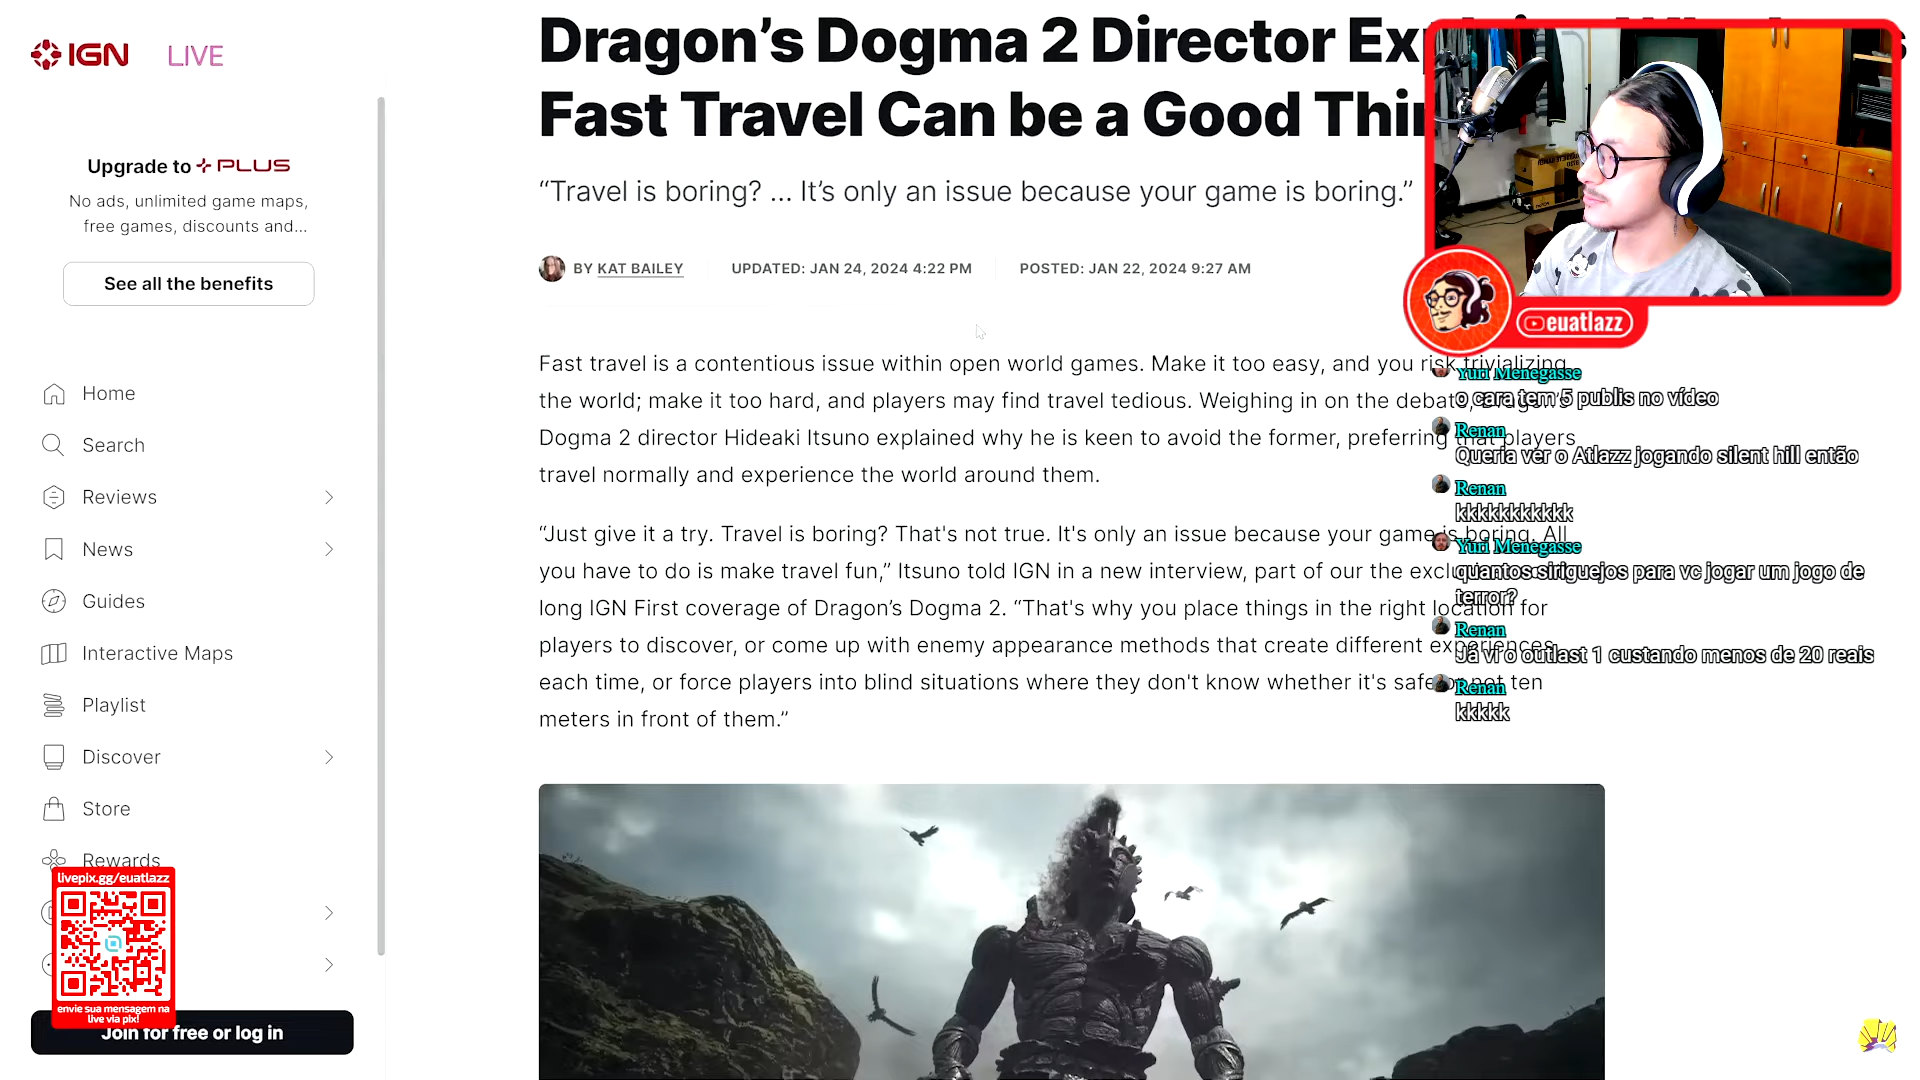 IGN LIVE
Upgrade to PLUS
No ads, unlimited game maps,
free games, discounts and...
See all the benefits
Home
Search
Reviews
News
Guides
Interactive Maps
Playlist
Discover
Store
Rewards
livepix.gg/euatlazz
envie sua mensagem na
live via pix!
Join for free or log in
Dragon's Dogma 2 Director
Fast Travel Can be a Good
“Travel is boring? ... It's only an issue because your game is boring.”
BY KAT BAILEY UPDATED: JAN 24, 2024 4:22 PM POSTED: JAN 22, 2024 9:27 AM
Fast travel is a contentious issue within open world games. Make it too easy, and you risk trivializing
the world; make it too hard, and players may find travel tedious. Weighing in on the debate, Dragon's
Dogma 2 director Hideaki Itsuno explained why he is keen to avoid the former, preferring that players
travel normally and experience the world around them.
“Just give it a try. Travel is boring? That's not true. It's only an issue because your game is boring. All
you have to do is make travel fun,” Itsuno told IGN in a new interview, part of our the
long IGN First coverage of Dragon's Dogma 2. “That's why you place things in the right location for
players to discover, or come up with enemy appearance methods that create different experiences
each time, or force players into blind situations where they don't know whether it's safe or not ten
meters in front of them.”
euatlazz
Yuri Menegasse
o cara tem 5 publis no vídeo
Renan
Queria ver o Atlazz jogando silent hill então
Renan
kkkkkkkkkkk
Yuri Menegasse
quantos siriguejos para vc jogar um jogo de
terror?
Renan
Já vi o outlast 1 custando menos de 20 reais
Renan
kkkkk